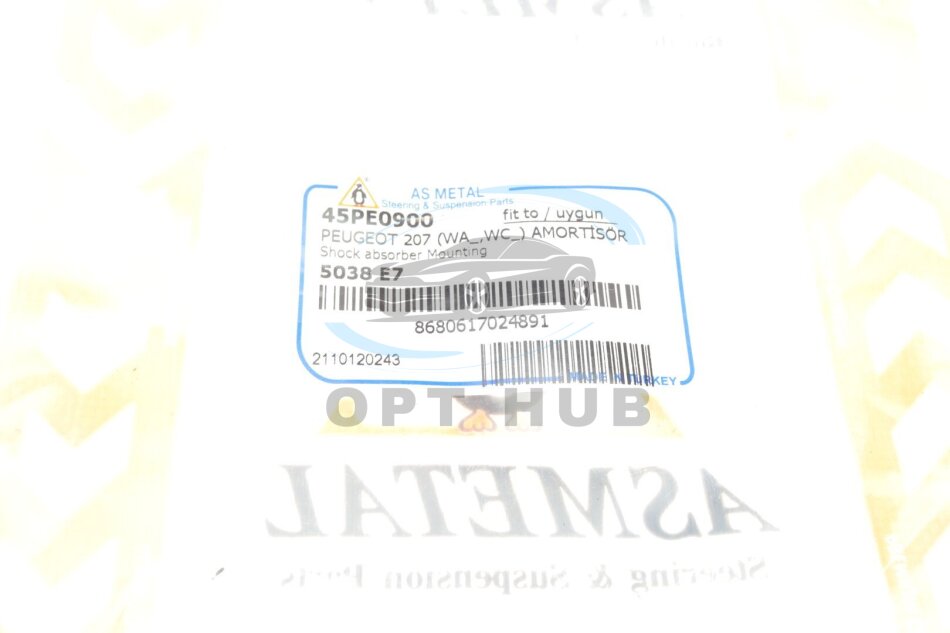 AS METAL
Steering & Suspension Parts
45PE0900 fit to / uygun
PEUGEOT 207 (WA_,WC_) AMORTİSÖR
Shock absorber Mounting
5038 E7
8680617024891
2110120243
MADE IN TURKEY
OPT HUB
ASMETAL
Steering & Suspension Parts